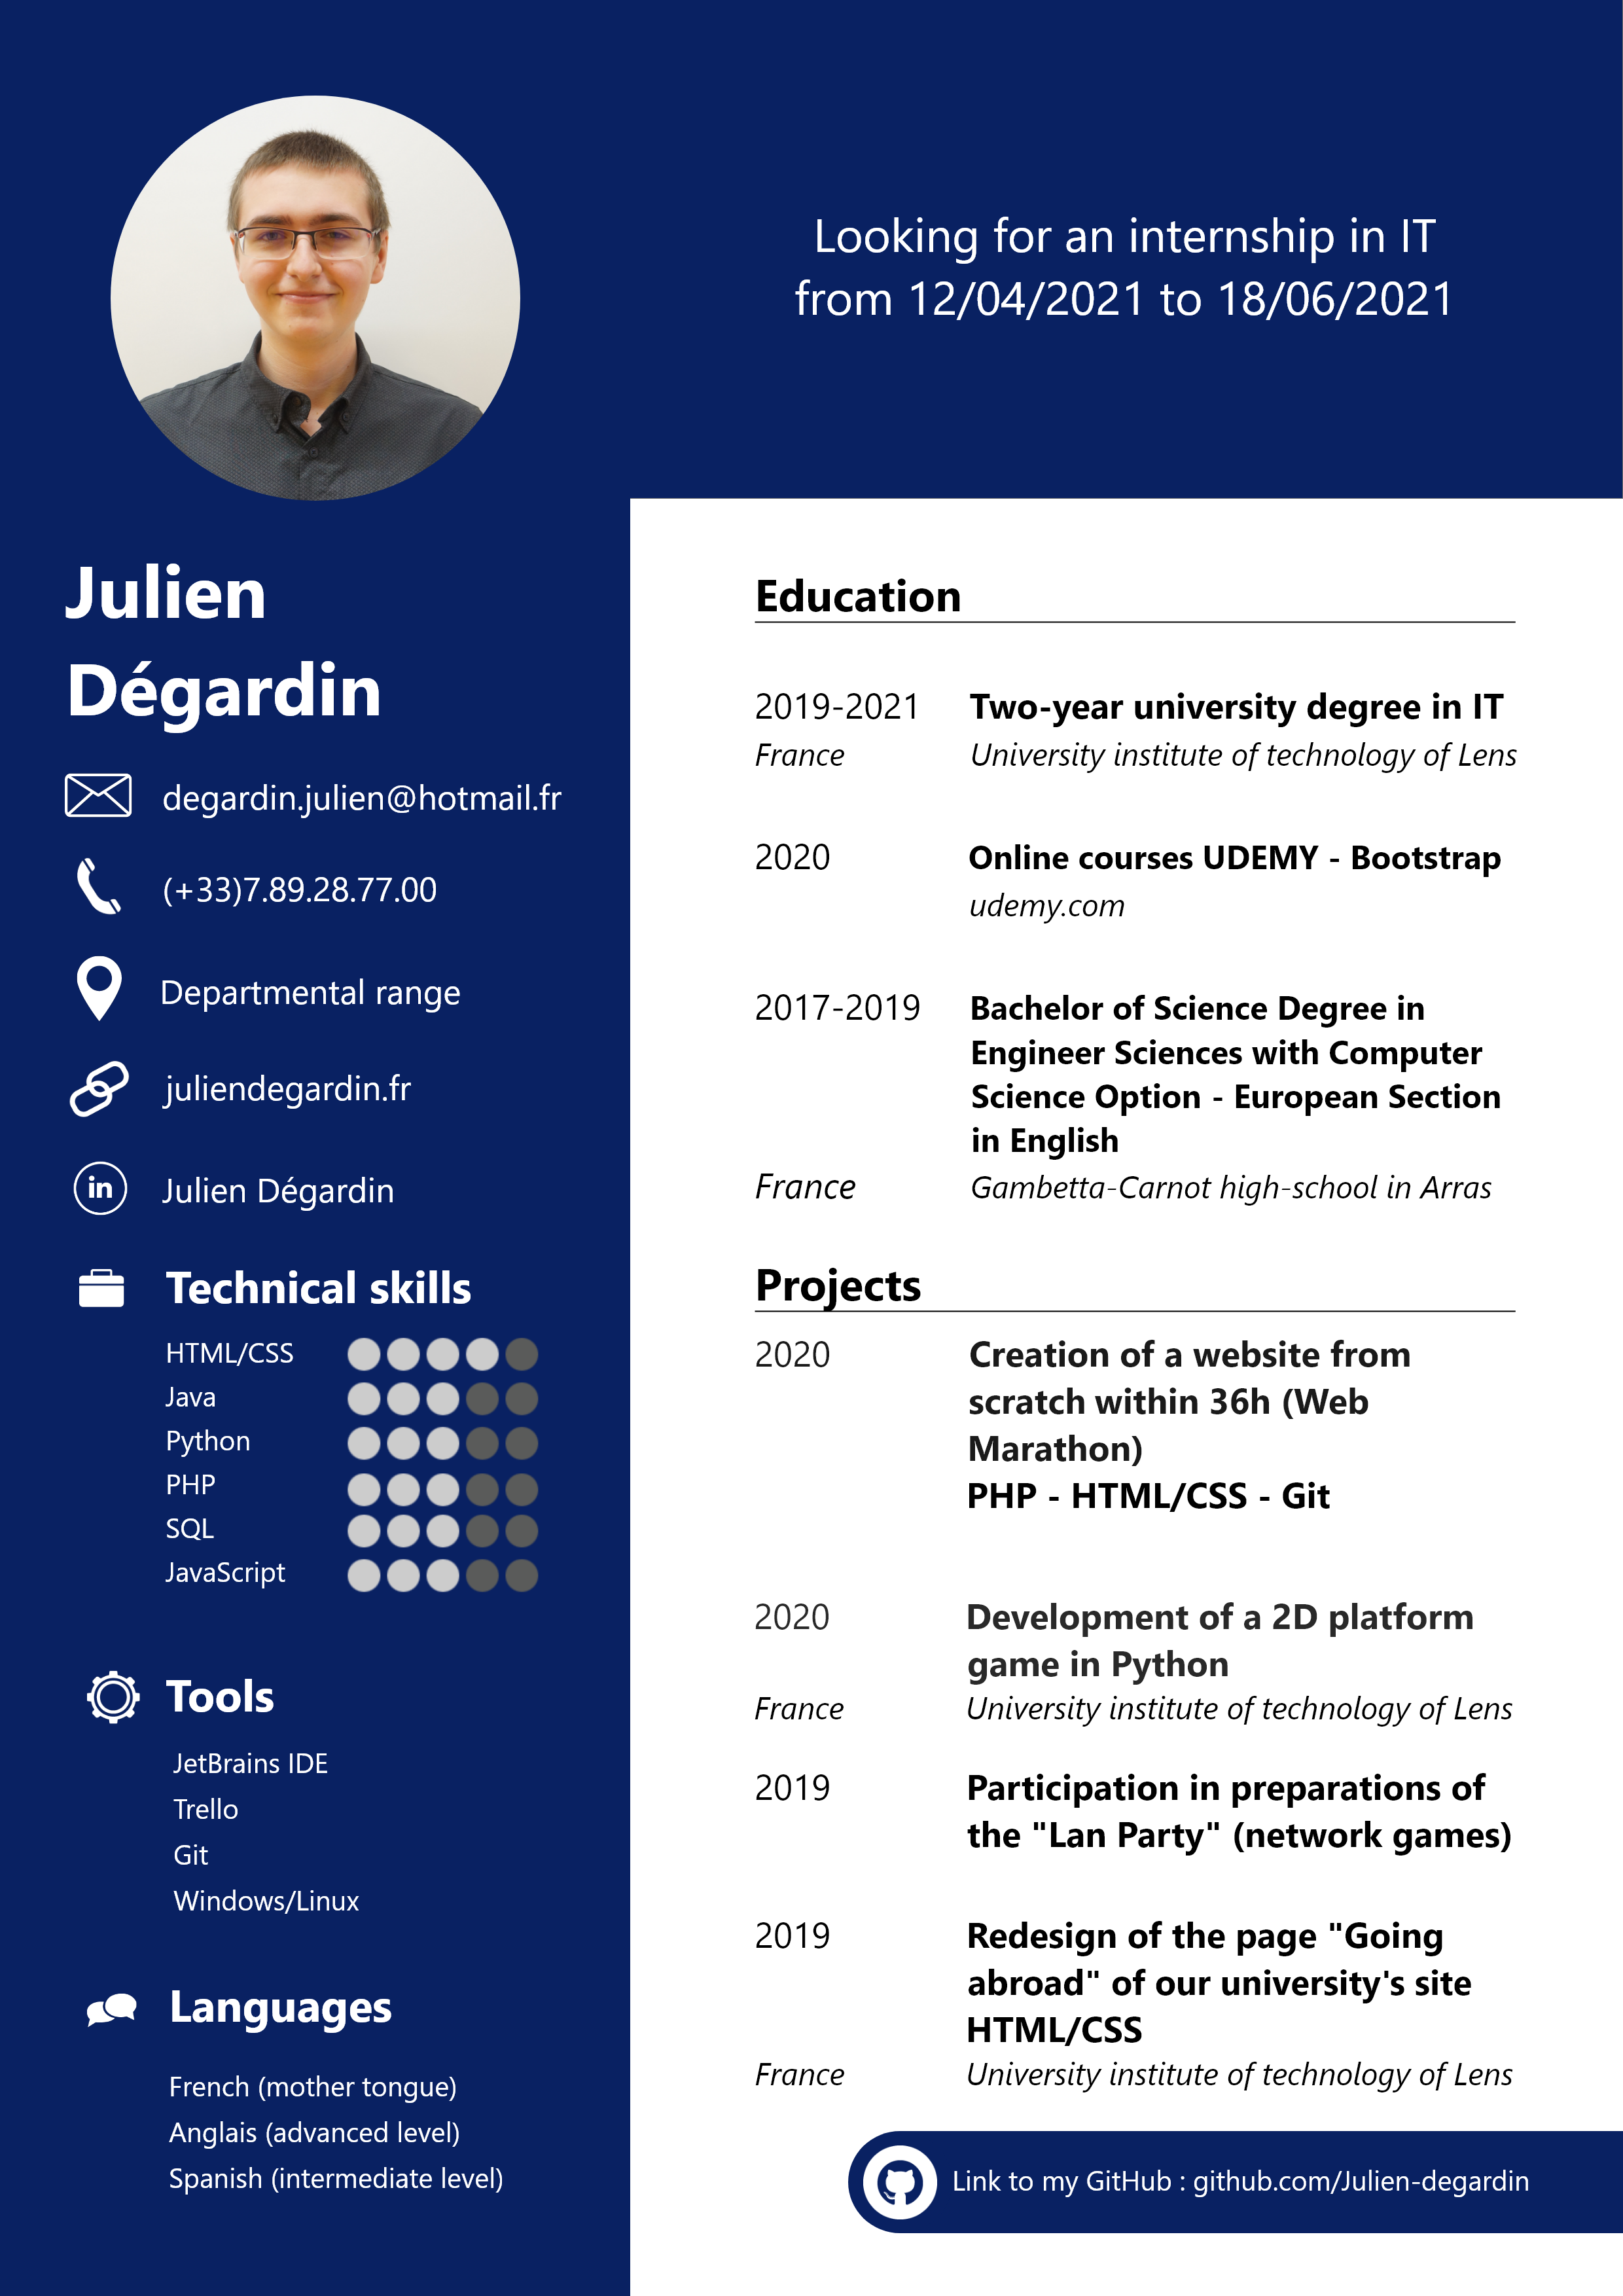 Looking for an internship in IT
from 12/04/2021 to 18/06/2021
Julien
Dégardin
degardin.julien@hotmail.fr
(+33)7.89.28.77.00
Departmental range
juliendegardin.fr
in
Julien Dégardin
Technical skills
HTML/CSS
Java
Python
PHP
SQL
JavaScript
Tools
JetBrains IDE
Trello
Git
Windows/Linux
Languages
French (mother tongue)
Anglais (advanced level)
Spanish (intermediate level)
Education
2019-2021 Two-year university degree in IT
France University institute of technology of Lens
2020 Online courses UDEMY - Bootstrap
udemy.com
2017-2019 Bachelor of Science Degree in
Engineer Sciences with Computer
Science Option - European Section
in English
France Gambetta-Carnot high-school in Arras
Projects
2020 Creation of a website from
scratch within 36h (Web
Marathon)
PHP - HTML/CSS - Git
2020 Development of a 2D platform
game in Python
France University institute of technology of Lens
2019 Participation in preparations of
the "Lan Party" (network games)
2019 Redesign of the page "Going
abroad" of our university's site
HTML/CSS
France University institute of technology of Lens
Link to my GitHub : github.com/Julien-degardin